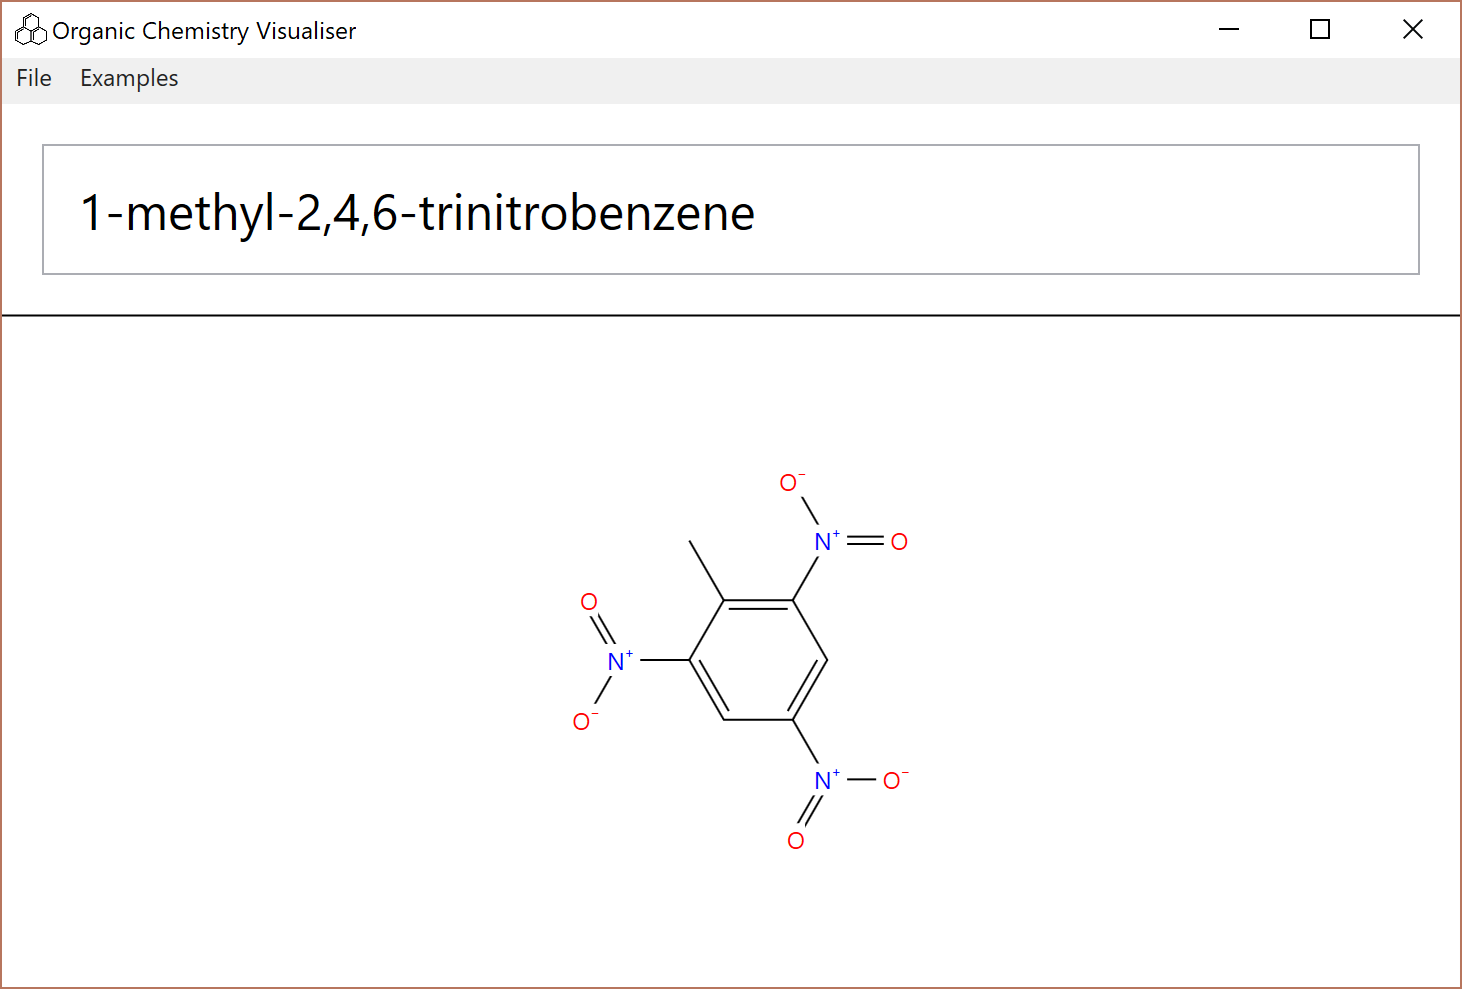 Organic Chemistry Visualiser
File Examples
1-methyl-2,4,6-trinitrobenzene
O⁻
N⁺ O
O
N⁺
O⁻
N⁺ O⁻
O